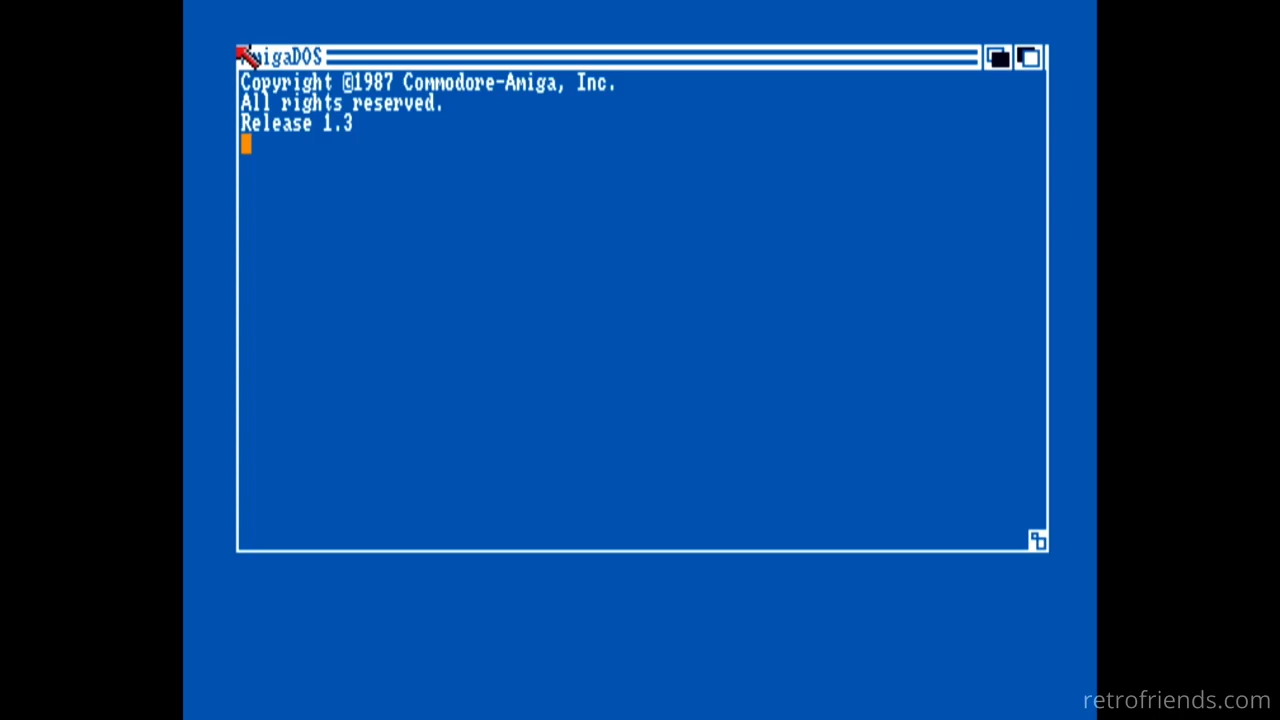 AmigaDOS
Copyright ©1987 Commodore-Amiga, Inc.
All rights reserved.
Release 1.3
retrofriends.com